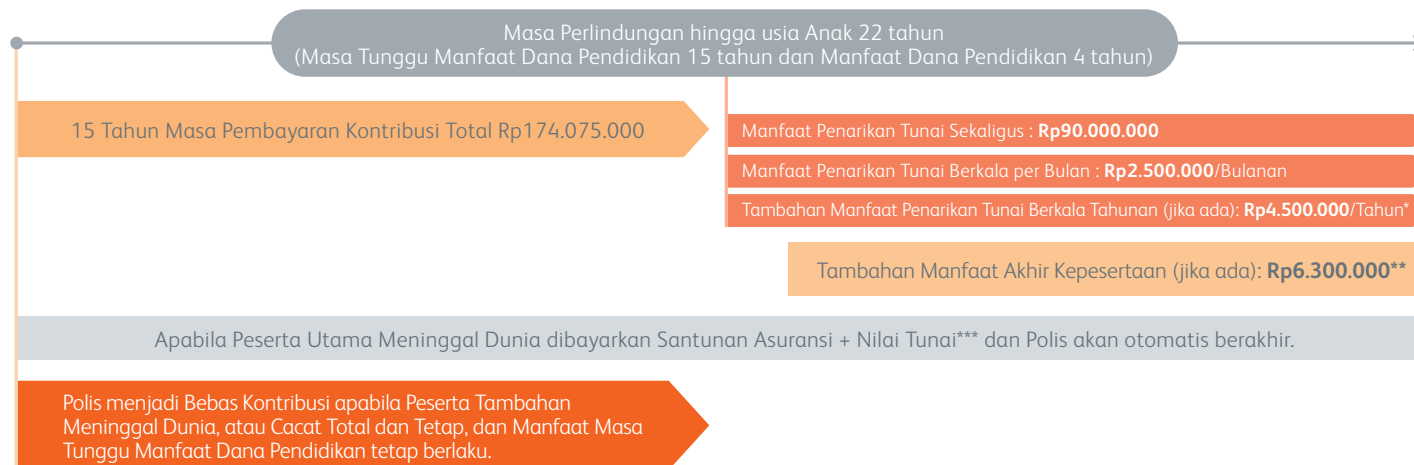 Masa Perlindungan hingga usia Anak 22 tahun
(Masa Tunggu Manfaat Dana Pendidikan 15 tahun dan Manfaat Dana Pendidikan 4 tahun)
15 Tahun Masa Pembayaran Kontribusi Total Rp174.075.000
Manfaat Penarikan Tunai Sekaligus : Rp90.000.000
Manfaat Penarikan Tunai Berkala per Bulan : Rp2.500.000/Bulanan
Tambahan Manfaat Penarikan Tunai Berkala Tahunan (jika ada): Rp4.500.000/Tahun*
Tambahan Manfaat Akhir Kepesertaan (jika ada): Rp6.300.000**
Apabila Peserta Utama Meninggal Dunia dibayarkan Santunan Asuransi + Nilai Tunai*** dan Polis akan otomatis berakhir.
Polis menjadi Bebas Kontribusi apabila Peserta Tambahan
Meninggal Dunia, atau Cacat Total dan Tetap, dan Manfaat Masa
Tunggu Manfaat Dana Pendidikan tetap berlaku.